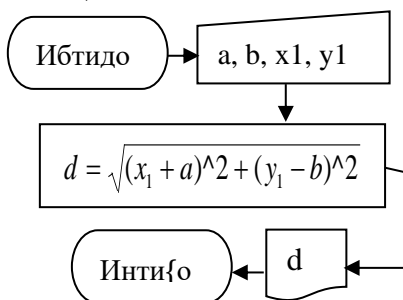 Ибтидо
a, b, x1, y1
d = √(x₁ + a)^2 + (y₁ − b)^2
Инти{о
d